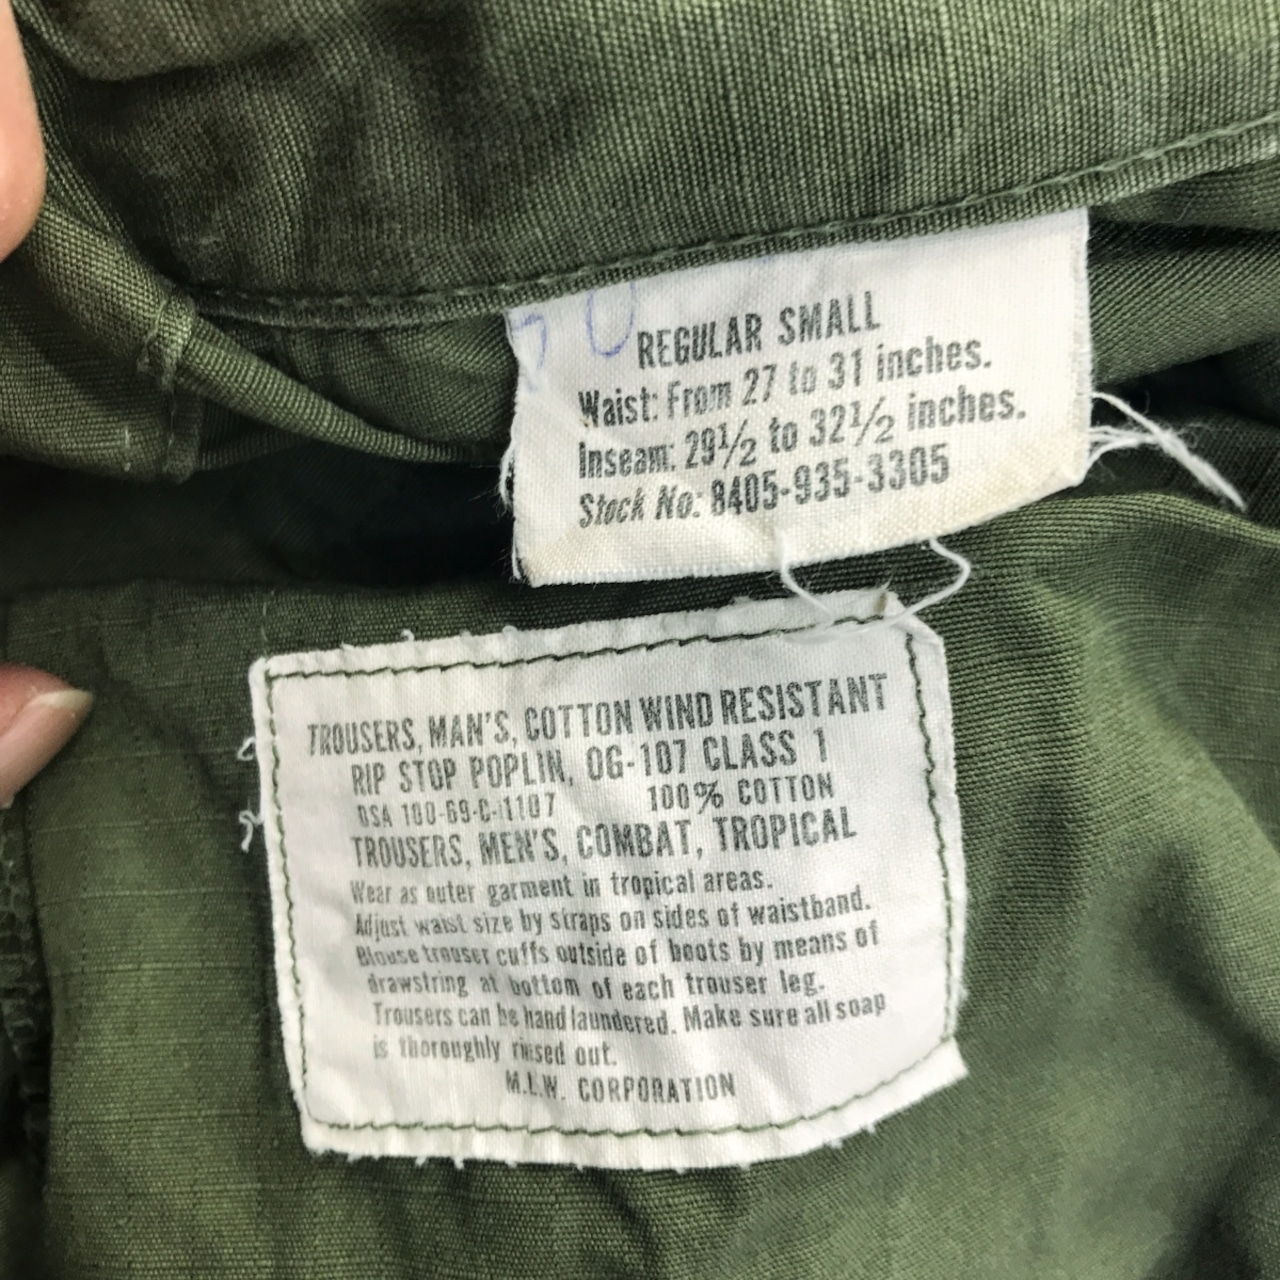 REGULAR SMALL
Waist: From 27 to 31 inches.
Inseam: 29½ to 32½ inches.
Stock No: 8405-935-3305
TROUSERS, MAN'S, COTTON WIND RESISTANT
RIP STOP POPLIN, OG-107 CLASS 1
DSA 100-69-C-1107 100% COTTON
TROUSERS, MEN'S, COMBAT, TROPICAL
Wear as outer garment in tropical areas.
Adjust waist size by straps on sides of waistband.
Blouse trouser cuffs outside of boots by means of
drawstring at bottom of each trouser leg.
Trousers can be hand laundered. Make sure all soap
is thoroughly rinsed out.
M.L.W. CORPORATION